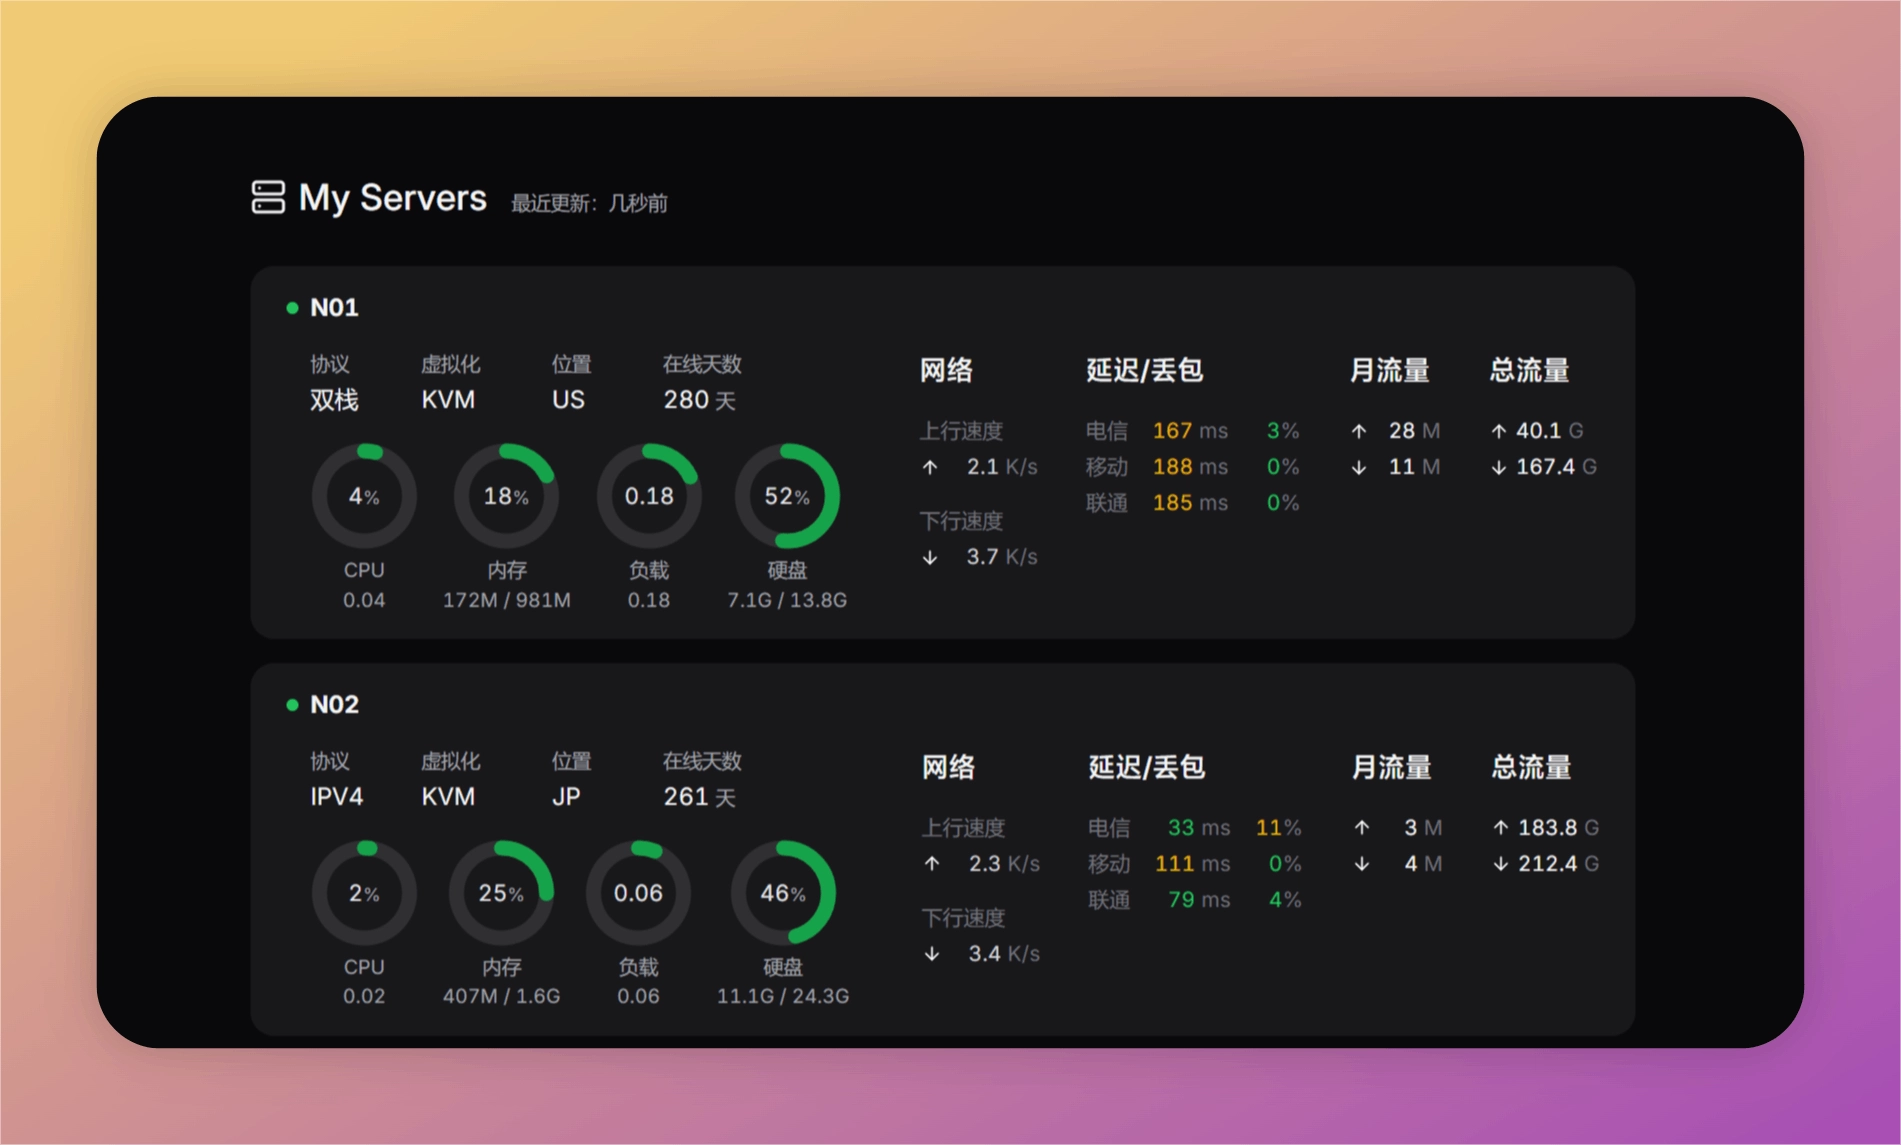 My Servers 最近更新：几秒前
N01
协议 虚拟化 位置 在线天数
双栈 KVM US 280 天
4% 18% 0.18 52%
CPU 内存 负载 硬盘
0.04 172M / 981M 0.18 7.1G / 13.8G
网络 延迟/丢包 月流量 总流量
上行速度 电信 167 ms 3% ↑ 28 M ↑ 40.1 G
↑ 2.1 K/s 移动 188 ms 0% ↓ 11 M ↓ 167.4 G
联通 185 ms 0%
下行速度
↓ 3.7 K/s
N02
协议 虚拟化 位置 在线天数
IPV4 KVM JP 261 天
2% 25% 0.06 46%
CPU 内存 负载 硬盘
0.02 407M / 1.6G 0.06 11.1G / 24.3G
网络 延迟/丢包 月流量 总流量
上行速度 电信 33 ms 11% ↑ 3 M ↑ 183.8 G
↑ 2.3 K/s 移动 111 ms 0% ↓ 4 M ↓ 212.4 G
联通 79 ms 4%
下行速度
↓ 3.4 K/s